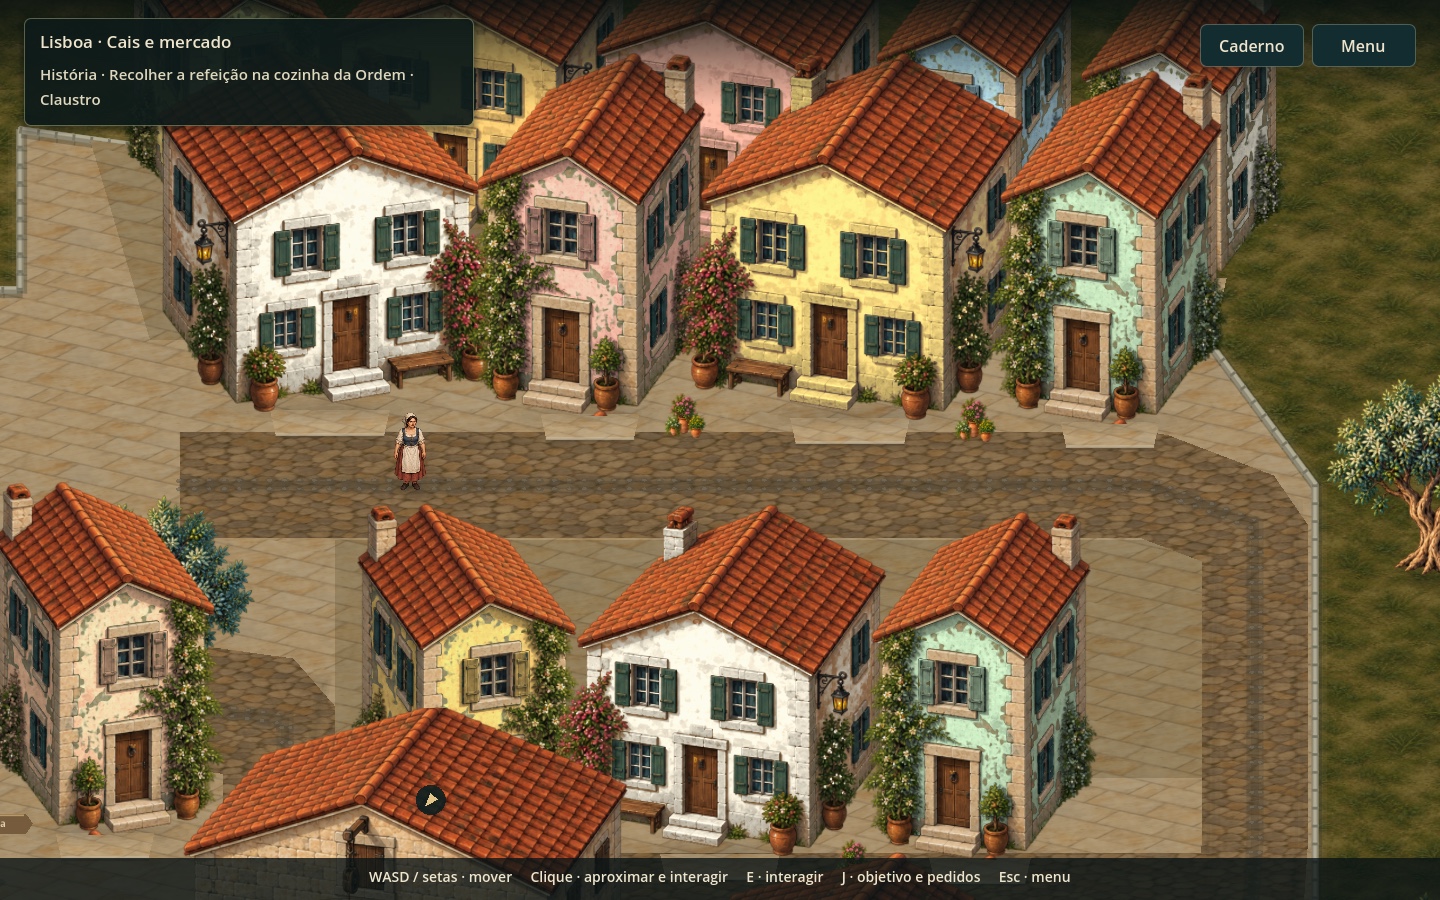 Lisboa · Cais e mercado
História · Recolher a refeição na cozinha da Ordem ·
Claustro
Caderno
Menu
WASD / setas · mover
Clique · aproximar e interagir
E · interagir
J · objetivo e pedidos
Esc · menu